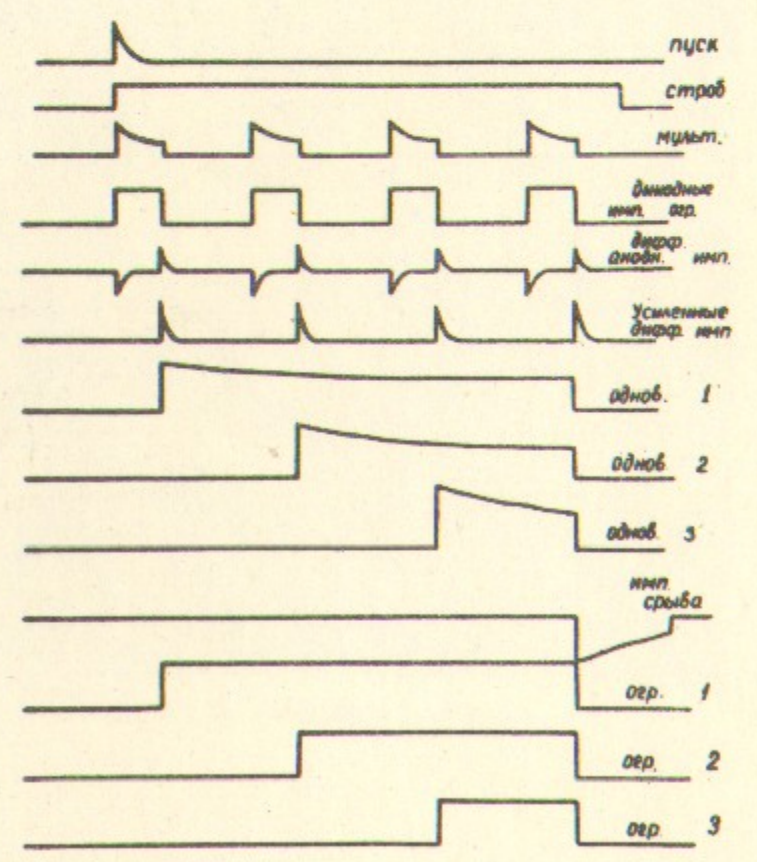 пуск
строб
мульт.
Выходные
имп. огр.
дифф.
анодн. имп.
Усиленные
дифф. имп
однов. 1
однов 2
однов. 3
имп.
срыва
огр. 1
огр. 2
огр 3